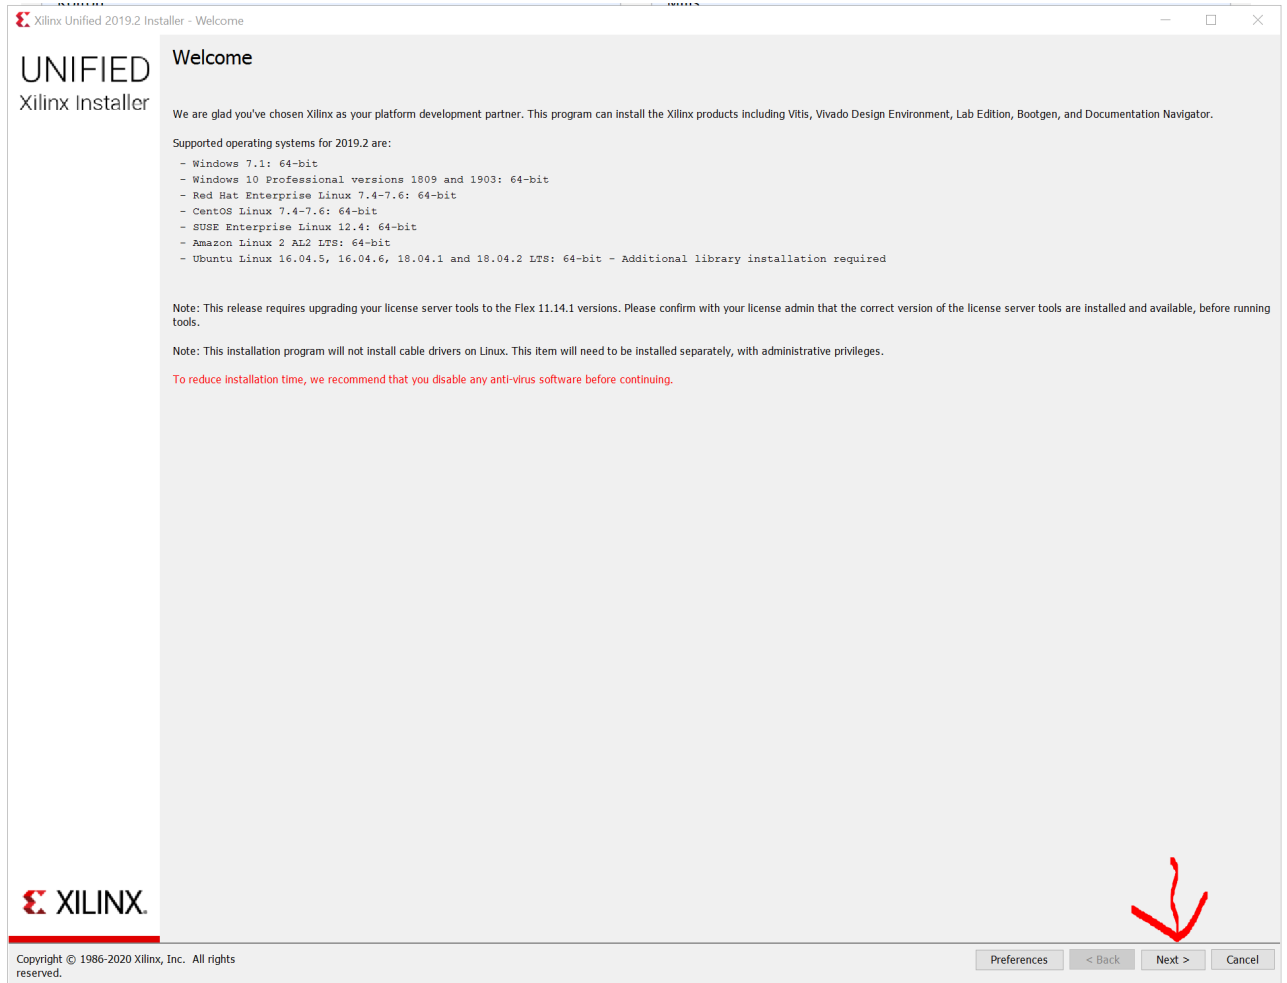 Xilinx Unified 2019.2 Installer - Welcome
UNIFIED
Xilinx Installer
Welcome
We are glad you've chosen Xilinx as your platform development partner. This program can install the Xilinx products including Vitis, Vivado Design Environment, Lab Edition, Bootgen, and Documentation Navigator.
Supported operating systems for 2019.2 are:
- Windows 7.1: 64-bit
- Windows 10 Professional versions 1809 and 1903: 64-bit
- Red Hat Enterprise Linux 7.4-7.6: 64-bit
- CentOS Linux 7.4-7.6: 64-bit
- SUSE Enterprise Linux 12.4: 64-bit
- Amazon Linux 2 AL2 LTS: 64-bit
- Ubuntu Linux 16.04.5, 16.04.6, 18.04.1 and 18.04.2 LTS: 64-bit - Additional library installation required
Note: This release requires upgrading your license server tools to the Flex 11.14.1 versions. Please confirm with your license admin that the correct version of the license server tools are installed and available, before running
tools.
Note: This installation program will not install cable drivers on Linux. This item will need to be installed separately, with administrative privileges.
To reduce installation time, we recommend that you disable any anti-virus software before continuing.
XILINX.
Copyright © 1986-2020 Xilinx, Inc. All rights
reserved.
Preferences
< Back
Next >
Cancel